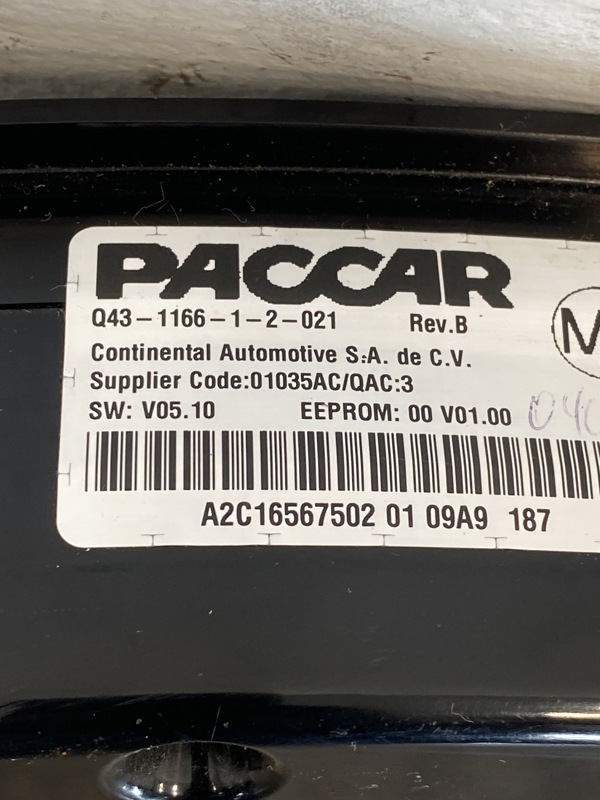 PACCAR
Q43-1166-1-2-021 Rev.B
M
Continental Automotive S.A. de C.V.
Supplier Code:01035AC/QAC:3
SW: V05.10 EEPROM: 00 V01.00
A2C16567502 01 09A9 187